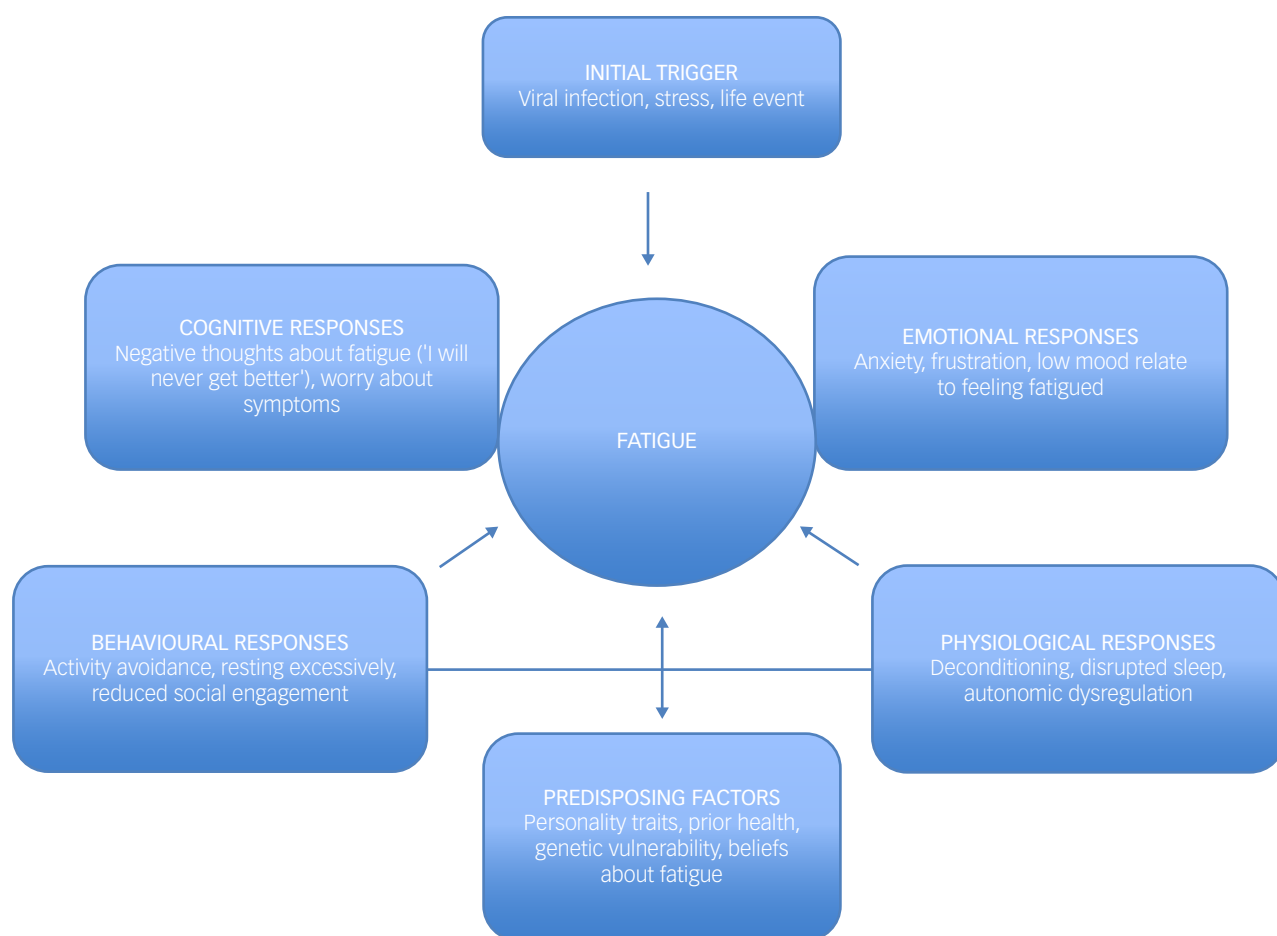 INITIAL TRIGGER
Viral infection, stress, life event
COGNITIVE RESPONSES
Negative thoughts about fatigue ('I will
never get better'), worry about
symptoms
EMOTIONAL RESPONSES
Anxiety, frustration, low mood relate
to feeling fatigued
FATIGUE
BEHAVIOURAL RESPONSES
Activity avoidance, resting excessively,
reduced social engagement
PHYSIOLOGICAL RESPONSES
Deconditioning, disrupted sleep,
autonomic dysregulation
PREDISPOSING FACTORS
Personality traits, prior health,
genetic vulnerability, beliefs
about fatigue